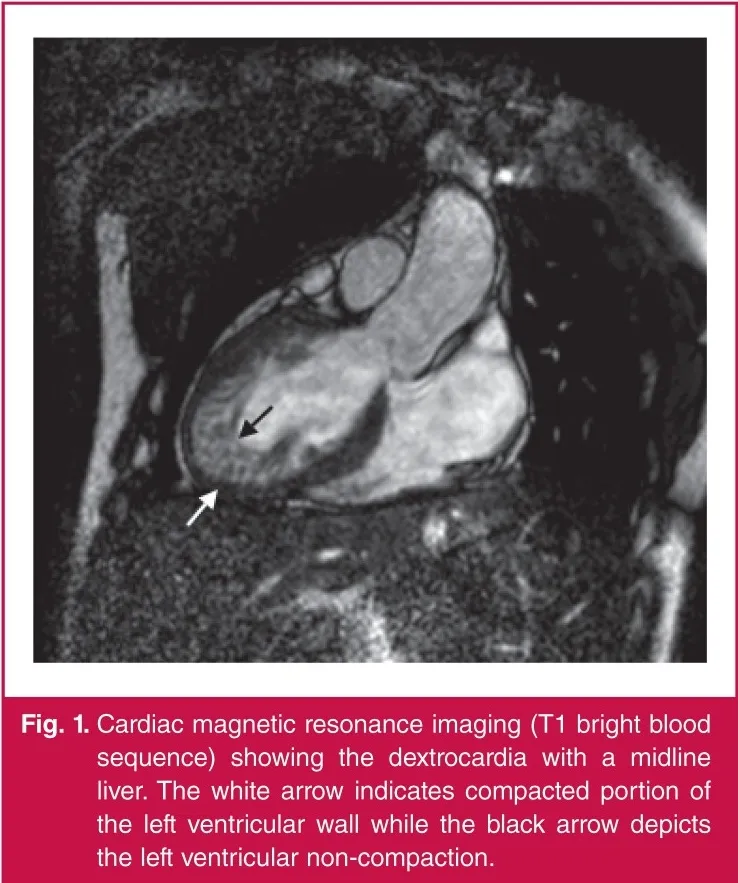 Fig. 1. Cardiac magnetic resonance imaging (T1 bright blood
sequence) showing the dextrocardia with a midline
liver. The white arrow indicates compacted portion of
the left ventricular wall while the black arrow depicts
the left ventricular non-compaction.